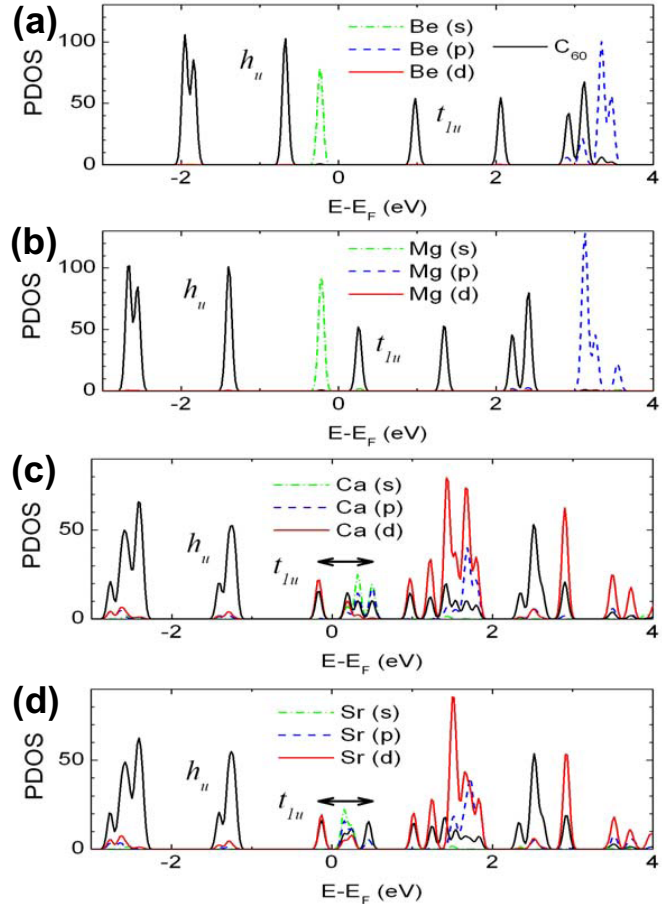 (a)
PDOS
100
50
0
Be (s)
Be (p)
Be (d)
C60
hu
t1u
-2
0
2
4
E-EF (eV)
(b)
PDOS
100
50
0
Mg (s)
Mg (p)
Mg (d)
hu
t1u
-2
0
2
4
E-EF (eV)
(c)
PDOS
50
0
Ca (s)
Ca (p)
Ca (d)
hu
t1u
-2
0
2
4
E-EF (eV)
(d)
PDOS
50
0
Sr (s)
Sr (p)
Sr (d)
hu
t1u
-2
0
2
4
E-EF (eV)